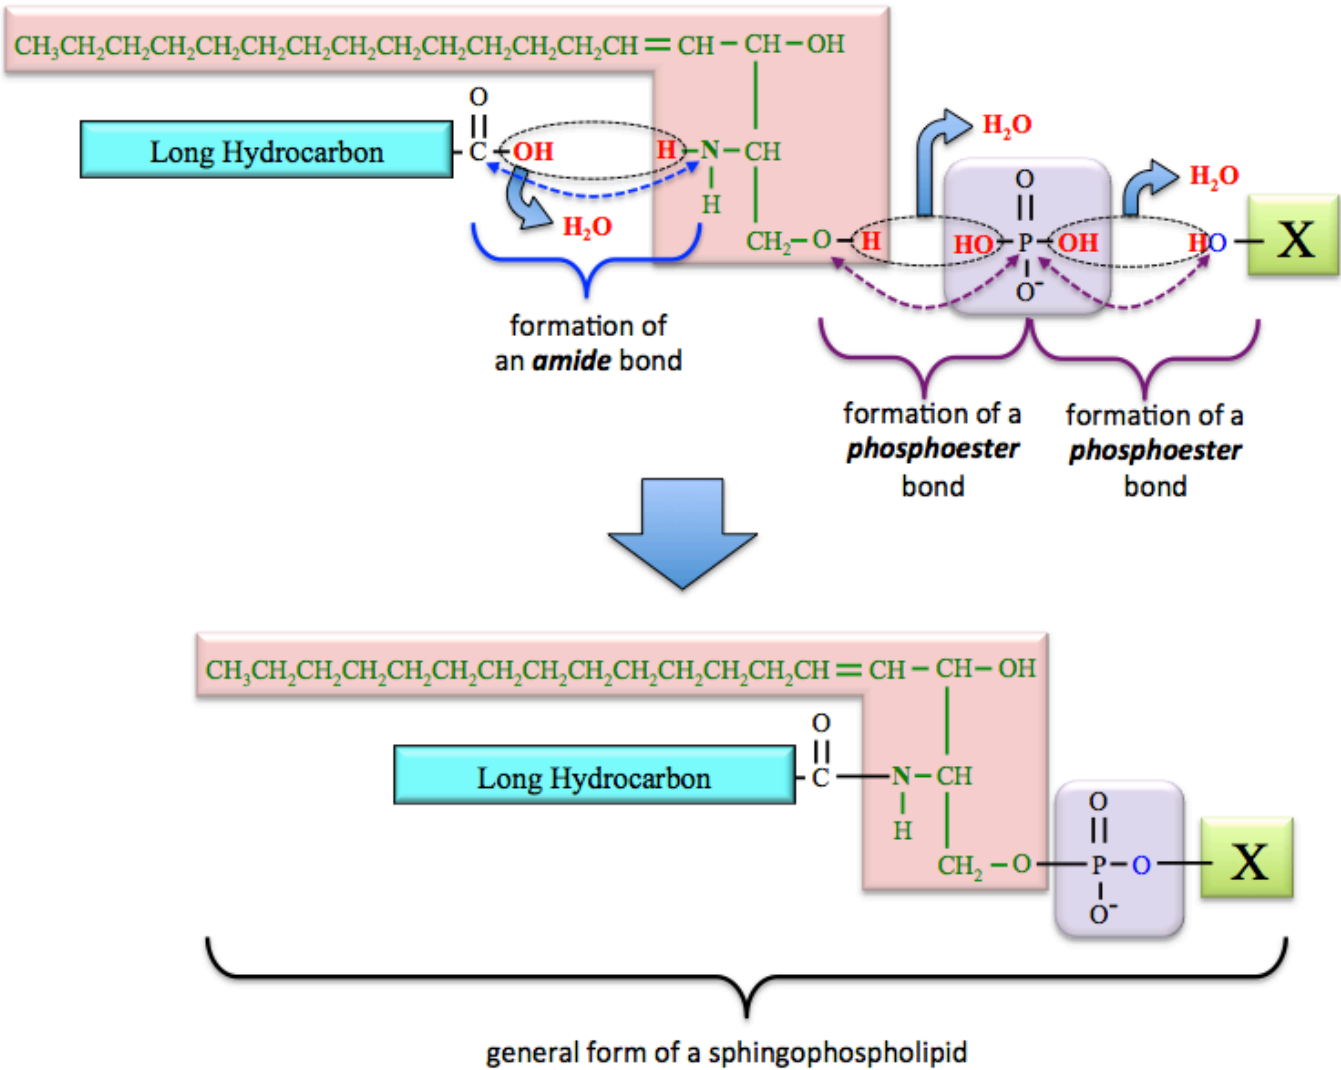 CH₃CH₂CH₂CH₂CH₂CH₂CH₂CH₂CH₂CH₂CH₂CH₂CH₂CH=CH–CH–OH
O
Long Hydrocarbon
C–OH
H–N–CH
H
H₂O
CH₂–O–H
H₂O
O
HO–P–OH
O⁻
H₂O
HO–X
formation of
an amide bond
formation of a
phosphoester
bond
formation of a
phosphoester
bond
CH₃CH₂CH₂CH₂CH₂CH₂CH₂CH₂CH₂CH₂CH₂CH₂CH₂CH=CH–CH–OH
O
Long Hydrocarbon
C–N–CH
H
O
CH₂–O–P–O–X
O⁻
general form of a sphingophospholipid